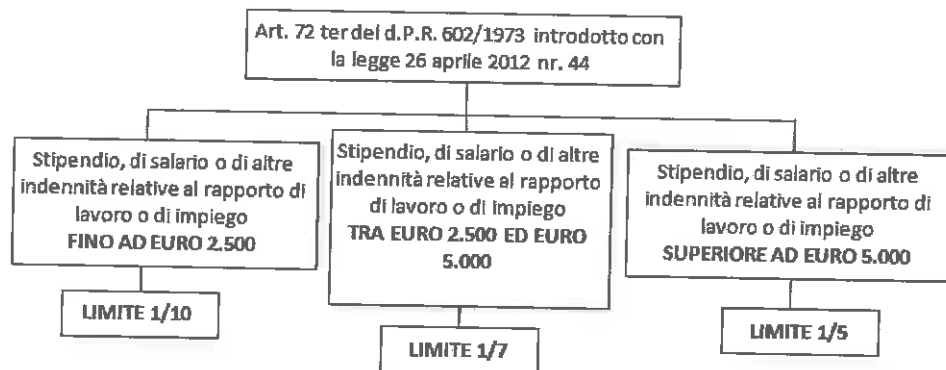 Art. 72 ter del d.P.R. 602/1973 introdotto con
la legge 26 aprile 2012 nr. 44
Stipendio, di salario o di altre
indennità relative al rapporto di
lavoro o di impiego
FINO AD EURO 2.500
LIMITE 1/10
Stipendio, di salario o di altre
indennità relative al rapporto
di lavoro o di impiego
TRA EURO 2.500 ED EURO
5.000
LIMITE 1/7
Stipendio, di salario o di altre
indennità relative al rapporto di
lavoro o di impiego
SUPERIORE AD EURO 5.000
LIMITE 1/5